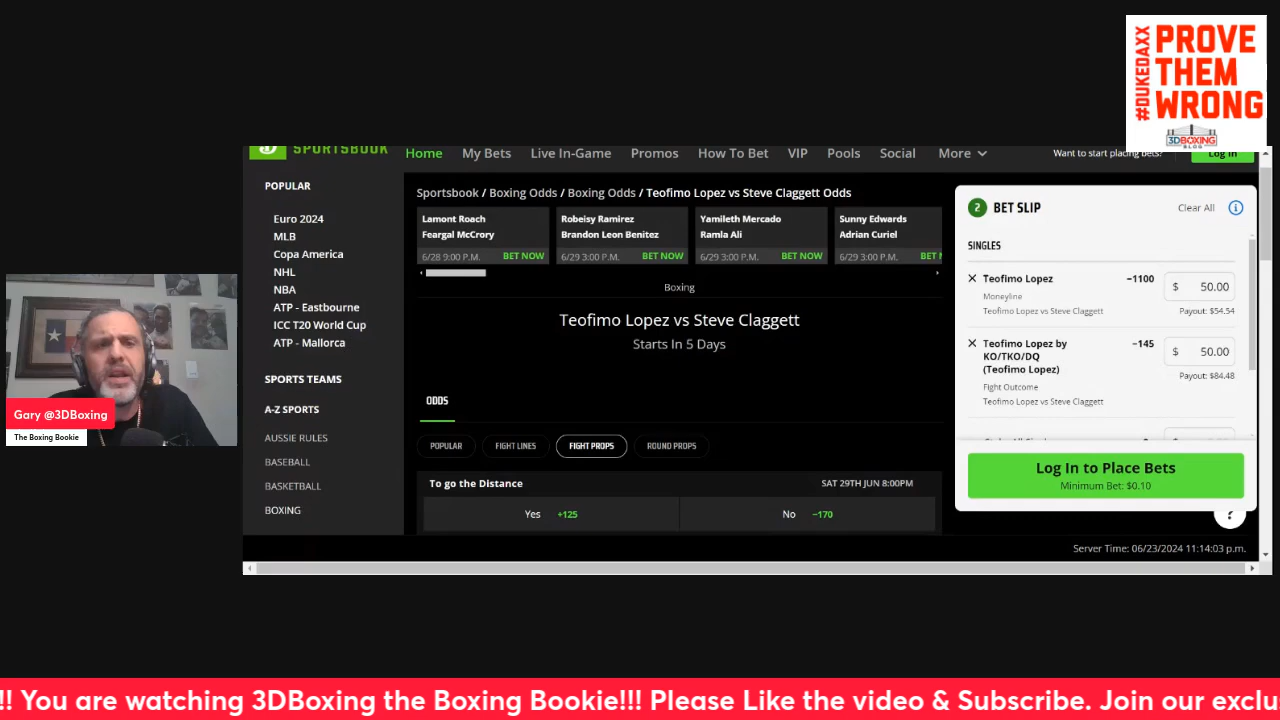 #DUKEDAXX
PROVE
THEM
WRONG
3DBOXING
BLOG
SPORTSBOOK
Home My Bets Live In-Game Promos How To Bet VIP Pools Social More
Want to start placing bets?
Log In
POPULAR
Euro 2024
MLB
Copa America
NHL
NBA
ATP - Eastbourne
ICC T20 World Cup
ATP - Mallorca
SPORTS TEAMS
A-Z SPORTS
AUSSIE RULES
BASEBALL
BASKETBALL
BOXING
Sportsbook / Boxing Odds / Boxing Odds / Teofimo Lopez vs Steve Claggett Odds
Lamont Roach
Feargal McCrory
6/28 9:00 P.M. BET NOW
Robeisy Ramirez
Brandon Leon Benitez
6/29 3:00 P.M. BET NOW
Yamileth Mercado
Ramla Ali
6/29 3:00 P.M. BET NOW
Sunny Edwards
Adrian Curiel
6/29 3:00 P.M. BET N
Boxing
Teofimo Lopez vs Steve Claggett
Starts In 5 Days
ODDS
POPULAR FIGHT LINES FIGHT PROPS ROUND PROPS
To go the Distance SAT 29TH JUN 8:00PM
Yes +125 No −170
2 BET SLIP Clear All i
SINGLES
× Teofimo Lopez −1100 $ 50.00
Moneyline
Teofimo Lopez vs Steve Claggett Payout: $54.54
× Teofimo Lopez by −145 $ 50.00
KO/TKO/DQ
(Teofimo Lopez) Payout: $84.48
Fight Outcome
Teofimo Lopez vs Steve Claggett
Log In to Place Bets
Minimum Bet: $0.10
?
Server Time: 06/23/2024 11:14:03 p.m.
Gary @3DBoxing
The Boxing Bookie
!! You are watching 3DBoxing the Boxing Bookie!!! Please Like the video & Subscribe. Join our exclu